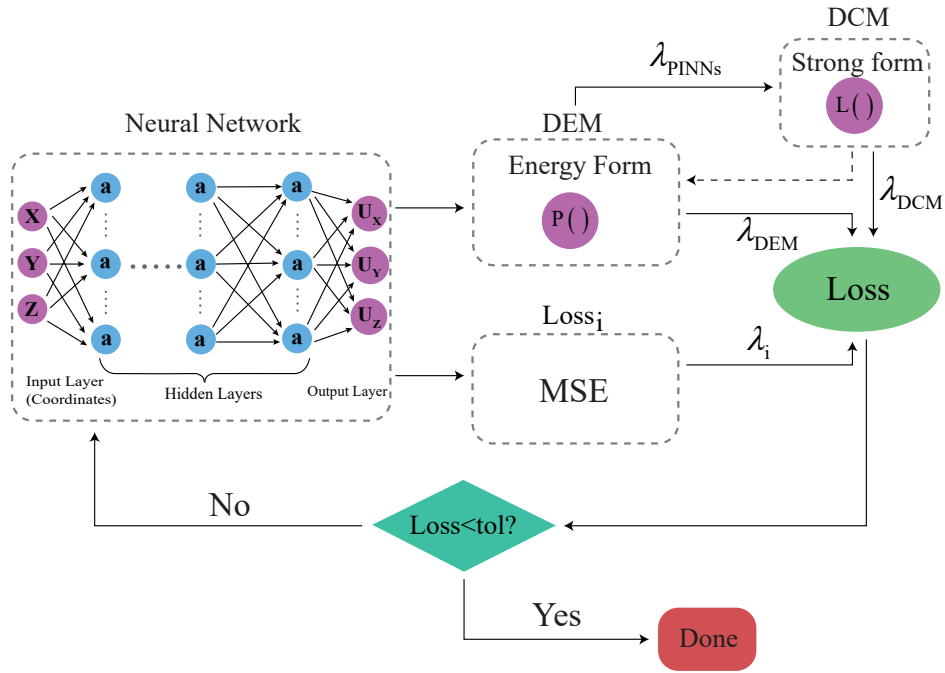 DCM
λPINNs
Strong form
L( )
Neural Network
DEM
Energy Form
P( )
λDCM
λDEM
a a a
X
Y
Z
a a a
a a a
UX
UY
UZ
Loss
Lossi
λi
MSE
Input Layer
(Coordinates)
Hidden Layers
Output Layer
No
Loss<tol?
Yes
Done